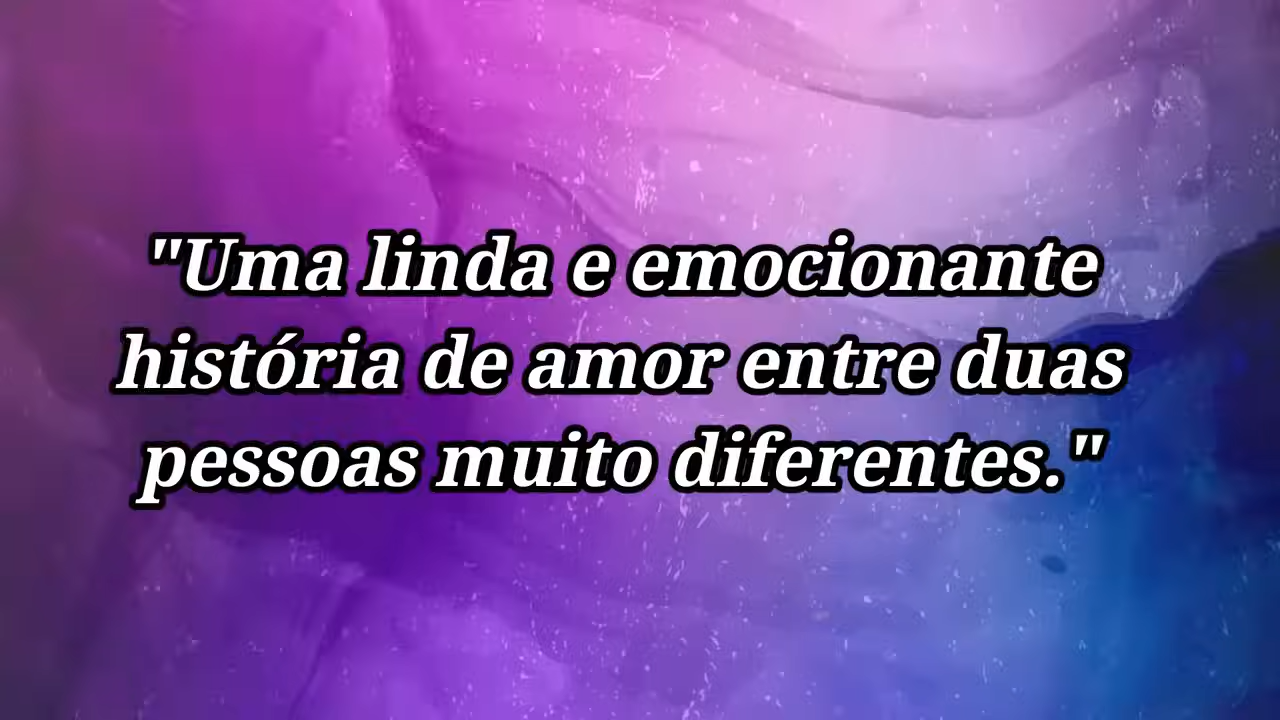 "Uma linda e emocionante
história de amor entre duas
pessoas muito diferentes."